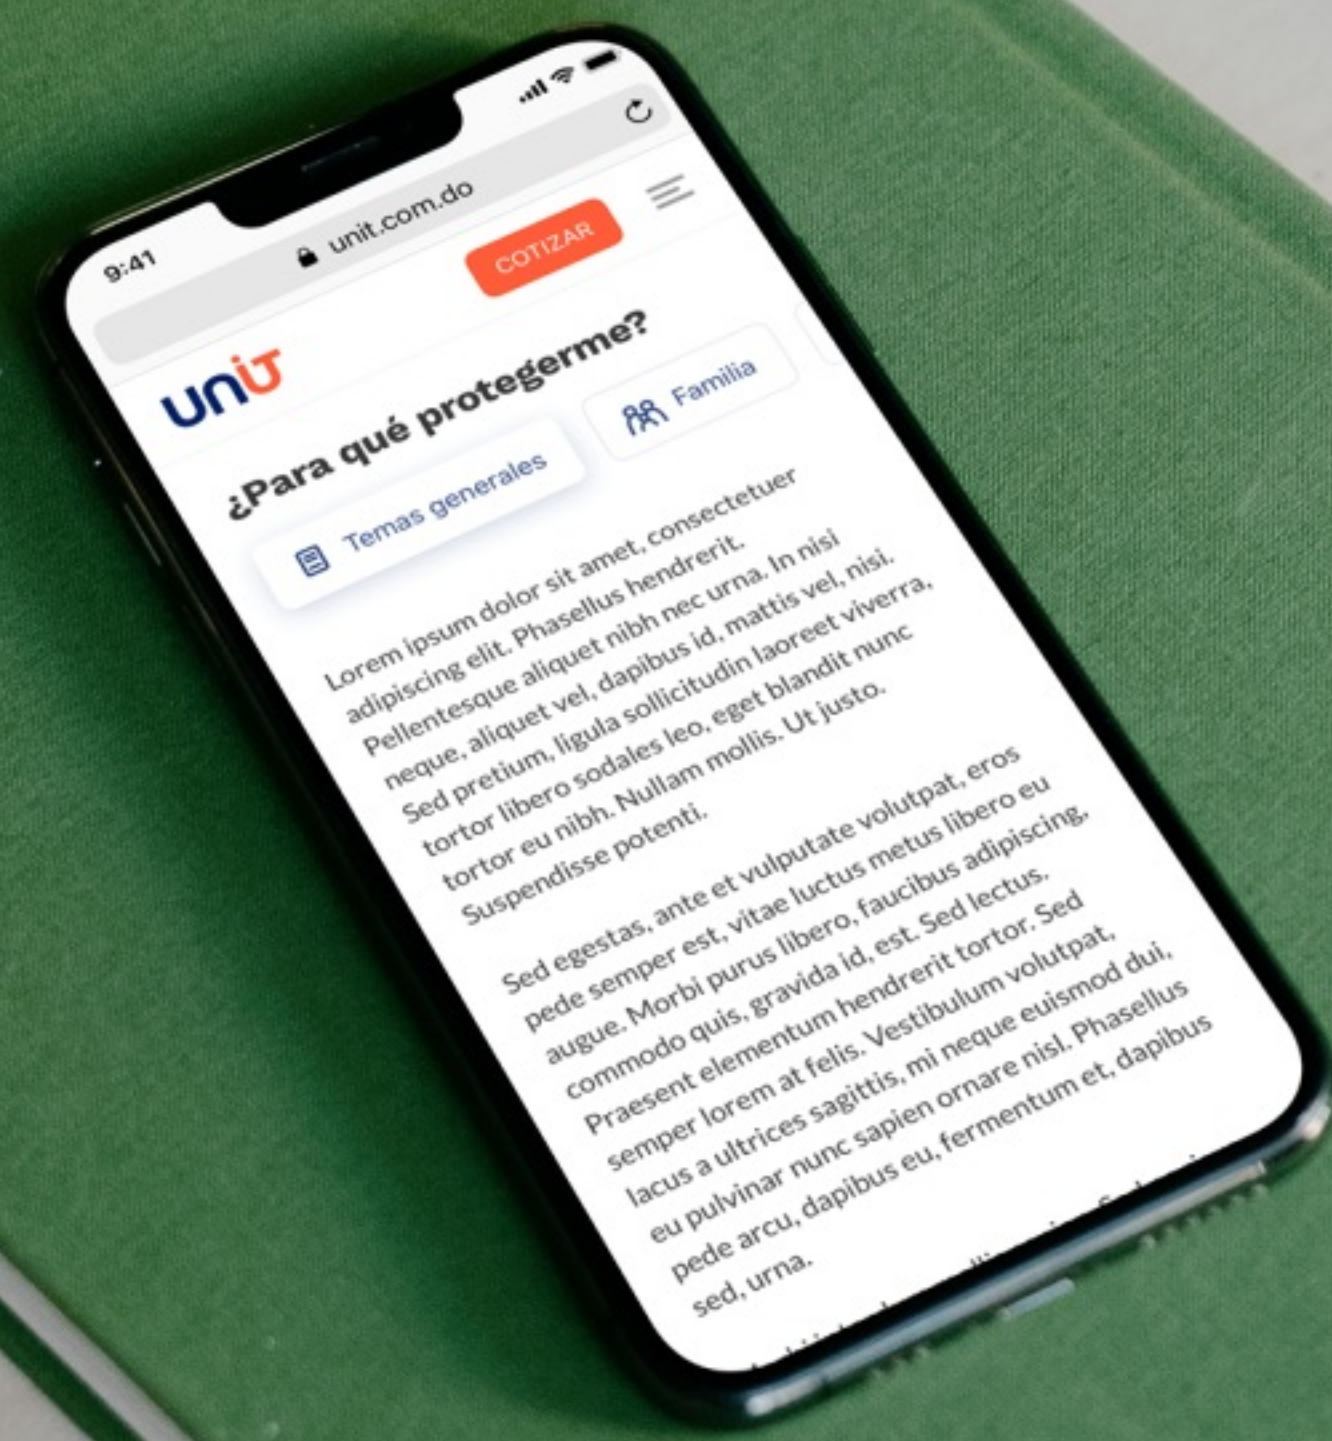 9:41
unit.com.do
unit
COTIZAR
¿Para qué protegerme?
Temas generales
Familia
Lorem ipsum dolor sit amet, consectetuer
adipiscing elit. Phasellus hendrerit.
Pellentesque aliquet nibh nec urna. In nisi
neque, aliquet vel, dapibus id, mattis vel, nisi.
Sed pretium, ligula sollicitudin laoreet viverra,
tortor libero sodales leo, eget blandit nunc
tortor eu nibh. Nullam mollis. Ut justo.
Suspendisse potenti.
Sed egestas, ante et vulputate volutpat, eros
pede semper est, vitae luctus metus libero eu
augue. Morbi purus libero, faucibus adipiscing,
commodo quis, gravida id, est. Sed lectus.
Praesent elementum hendrerit tortor. Sed
semper lorem at felis. Vestibulum volutpat,
lacus a ultrices sagittis, mi neque euismod dui,
eu pulvinar nunc sapien ornare nisl. Phasellus
pede arcu, dapibus eu, fermentum et, dapibus
sed, urna.